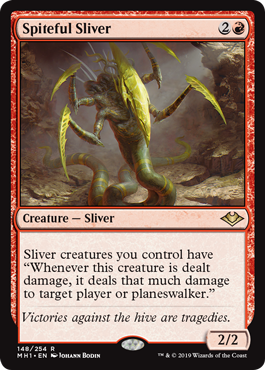 Spiteful Sliver 2
Creature — Sliver
Sliver creatures you control have
“Whenever this creature is dealt
damage, it deals that much damage
to target player or planeswalker.”
Victories against the hive are tragedies.
2/2
148/254 R
MH1 • EN Johann Bodin
™ & © 2019 Wizards of the Coast